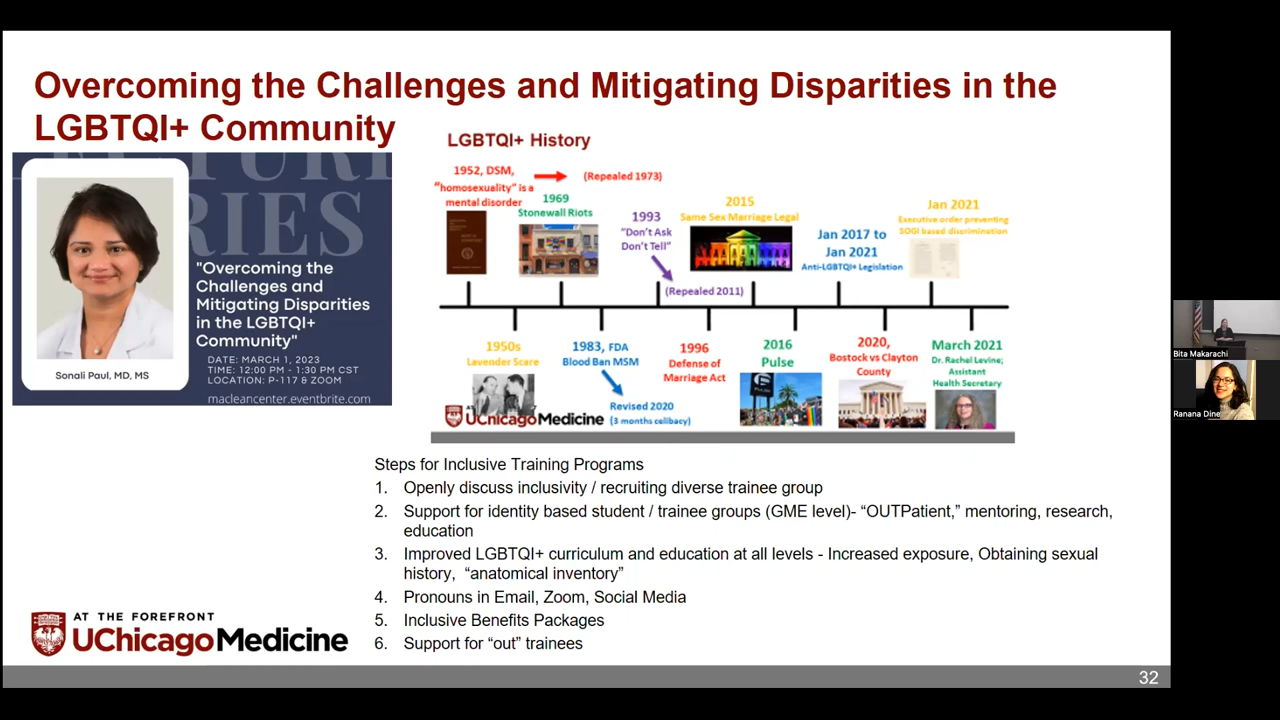 Overcoming the Challenges and Mitigating Disparities in the
LGBTQI+ Community
RIES
"Overcoming the
Challenges and
Mitigating Disparities
in the LGBTQI+
Community"
DATE: MARCH 1, 2023
TIME: 12:00 PM - 1:30 PM CST
LOCATION: P-117 & ZOOM
macleancenter.eventbrite.com
Sonali Paul, MD, MS
LGBTQI+ History
1952, DSM,
"homosexuality" is a
mental disorder
(Repealed 1973)
1969
Stonewall Riots
1993
"Don't Ask
Don't Tell"
(Repealed 2011)
2015
Same Sex Marriage Legal
Jan 2017 to
Jan 2021
Anti-LGBTQI+ Legislation
Jan 2021
Executive order preventing
SOGI based discrimination
1950s
Lavender Scare
1983, FDA
Blood Ban MSM
Revised 2020
(3 months celibacy)
1996
Defense of
Marriage Act
2016
Pulse
2020,
Bostock vs Clayton
County
March 2021
Dr. Rachel Levine;
Assistant
Health Secretary
UChicago Medicine
Steps for Inclusive Training Programs
1. Openly discuss inclusivity / recruiting diverse trainee group
2. Support for identity based student / trainee groups (GME level)- “OUTPatient,” mentoring, research,
education
3. Improved LGBTQI+ curriculum and education at all levels - Increased exposure, Obtaining sexual
history, “anatomical inventory”
4. Pronouns in Email, Zoom, Social Media
5. Inclusive Benefits Packages
6. Support for “out” trainees
AT THE FOREFRONT
UChicago Medicine
32
Bita Makarachi
Ranana Dine